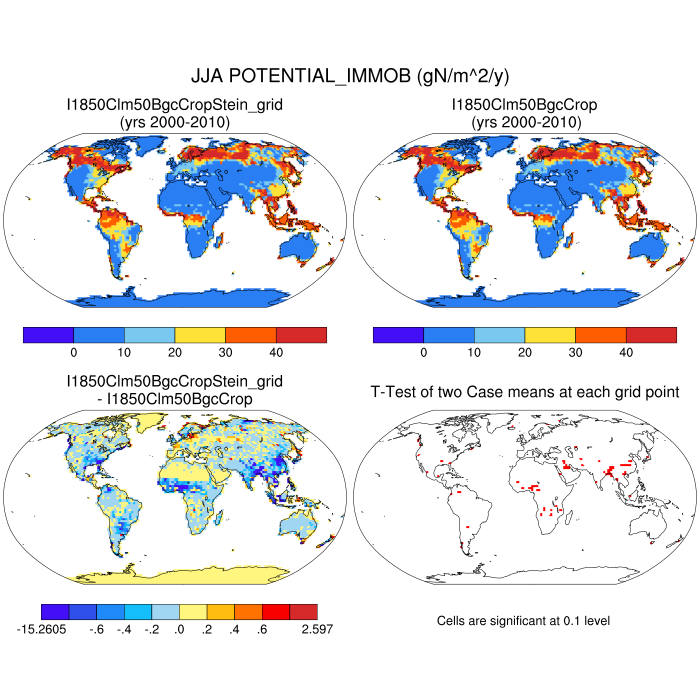 JJA POTENTIAL_IMMOB (gN/m^2/y)
I1850Clm50BgcCropStein_grid
(yrs 2000-2010)
I1850Clm50BgcCrop
(yrs 2000-2010)
0 10 20 30 40
0 10 20 30 40
I1850Clm50BgcCropStein_grid
- I1850Clm50BgcCrop
T-Test of two Case means at each grid point
-15.2605 -.6 -.4 -.2 .0 .2 .4 .6 2.597
Cells are significant at 0.1 level